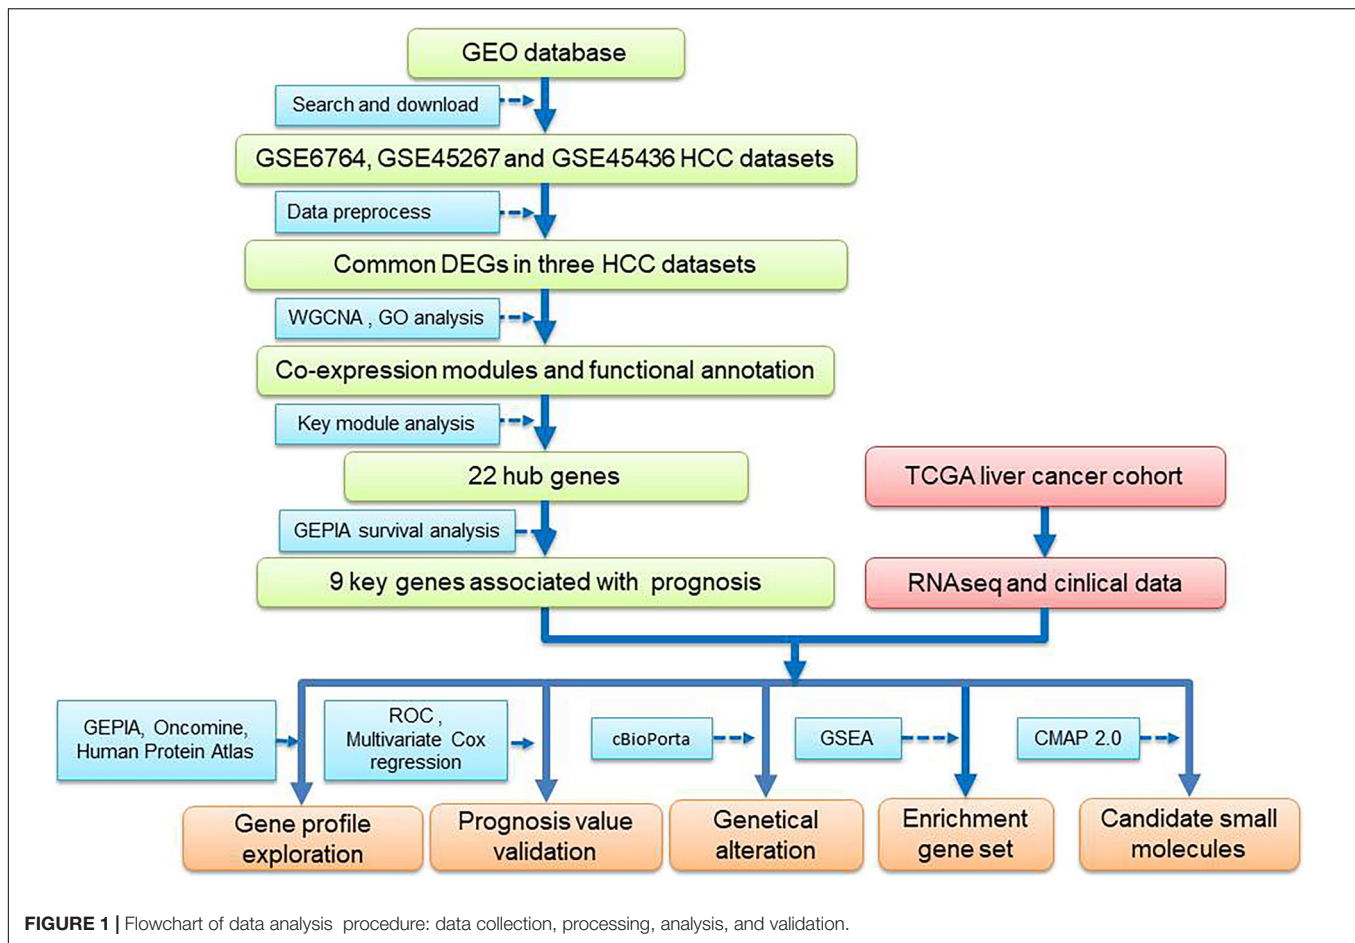 GEO database
Search and download
GSE6764, GSE45267 and GSE45436 HCC datasets
Data preprocess
Common DEGs in three HCC datasets
WGCNA , GO analysis
Co-expression modules and functional annotation
Key module analysis
22 hub genes
TCGA liver cancer cohort
GEPIA survival analysis
9 key genes associated with prognosis
RNAseq and cinlical data
GEPIA, Oncomine,
Human Protein Atlas
ROC ,
Multivariate Cox
regression
cBioPorta
GSEA
CMAP 2.0
Gene profile
exploration
Prognosis value
validation
Genetical
alteration
Enrichment
gene set
Candidate small
molecules
FIGURE 1 | Flowchart of data analysis procedure: data collection, processing, analysis, and validation.